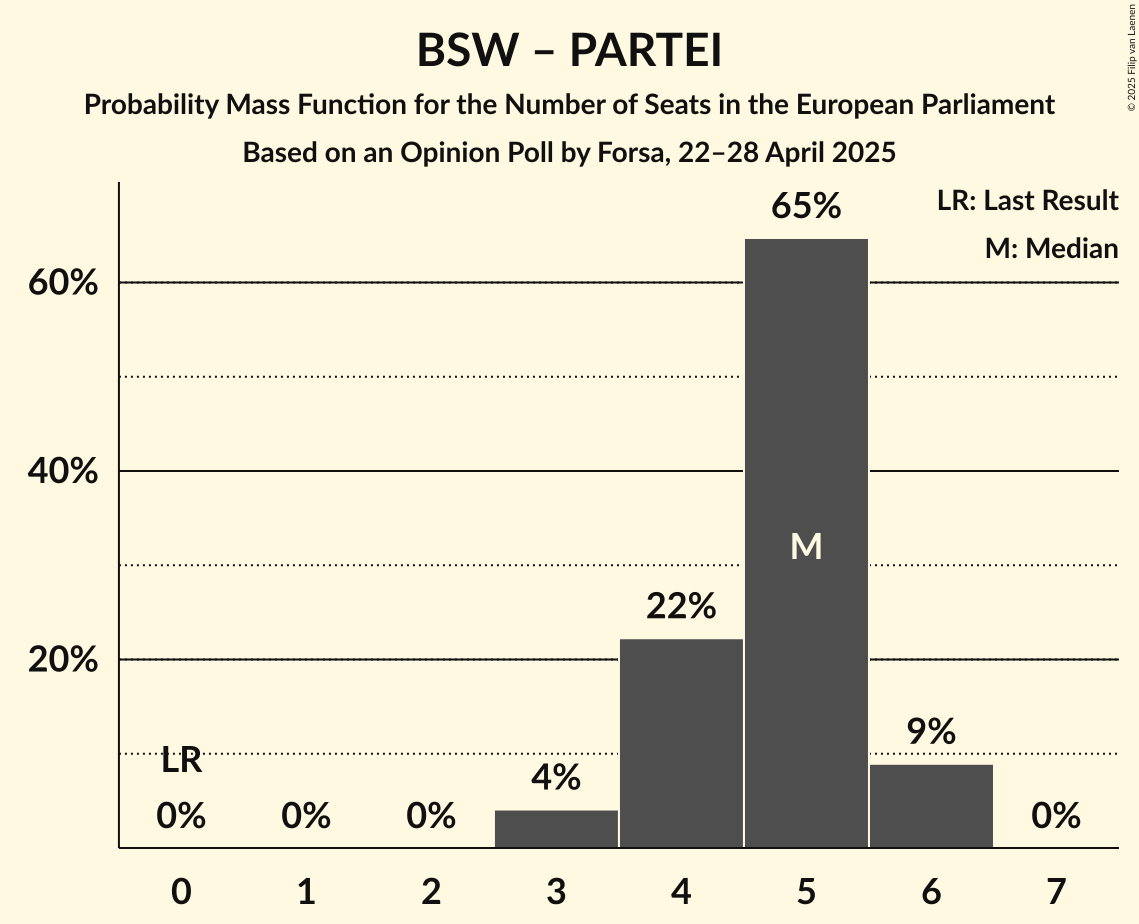 BSW – PARTEI
Probability Mass Function for the Number of Seats in the European Parliament
Based on an Opinion Poll by Forsa, 22–28 April 2025
© 2025 Filip van Laenen
LR: Last Result
M: Median
65%
60%
40%
M
22%
20%
9%
LR
4%
0% 0% 0% 0%
0 1 2 3 4 5 6 7